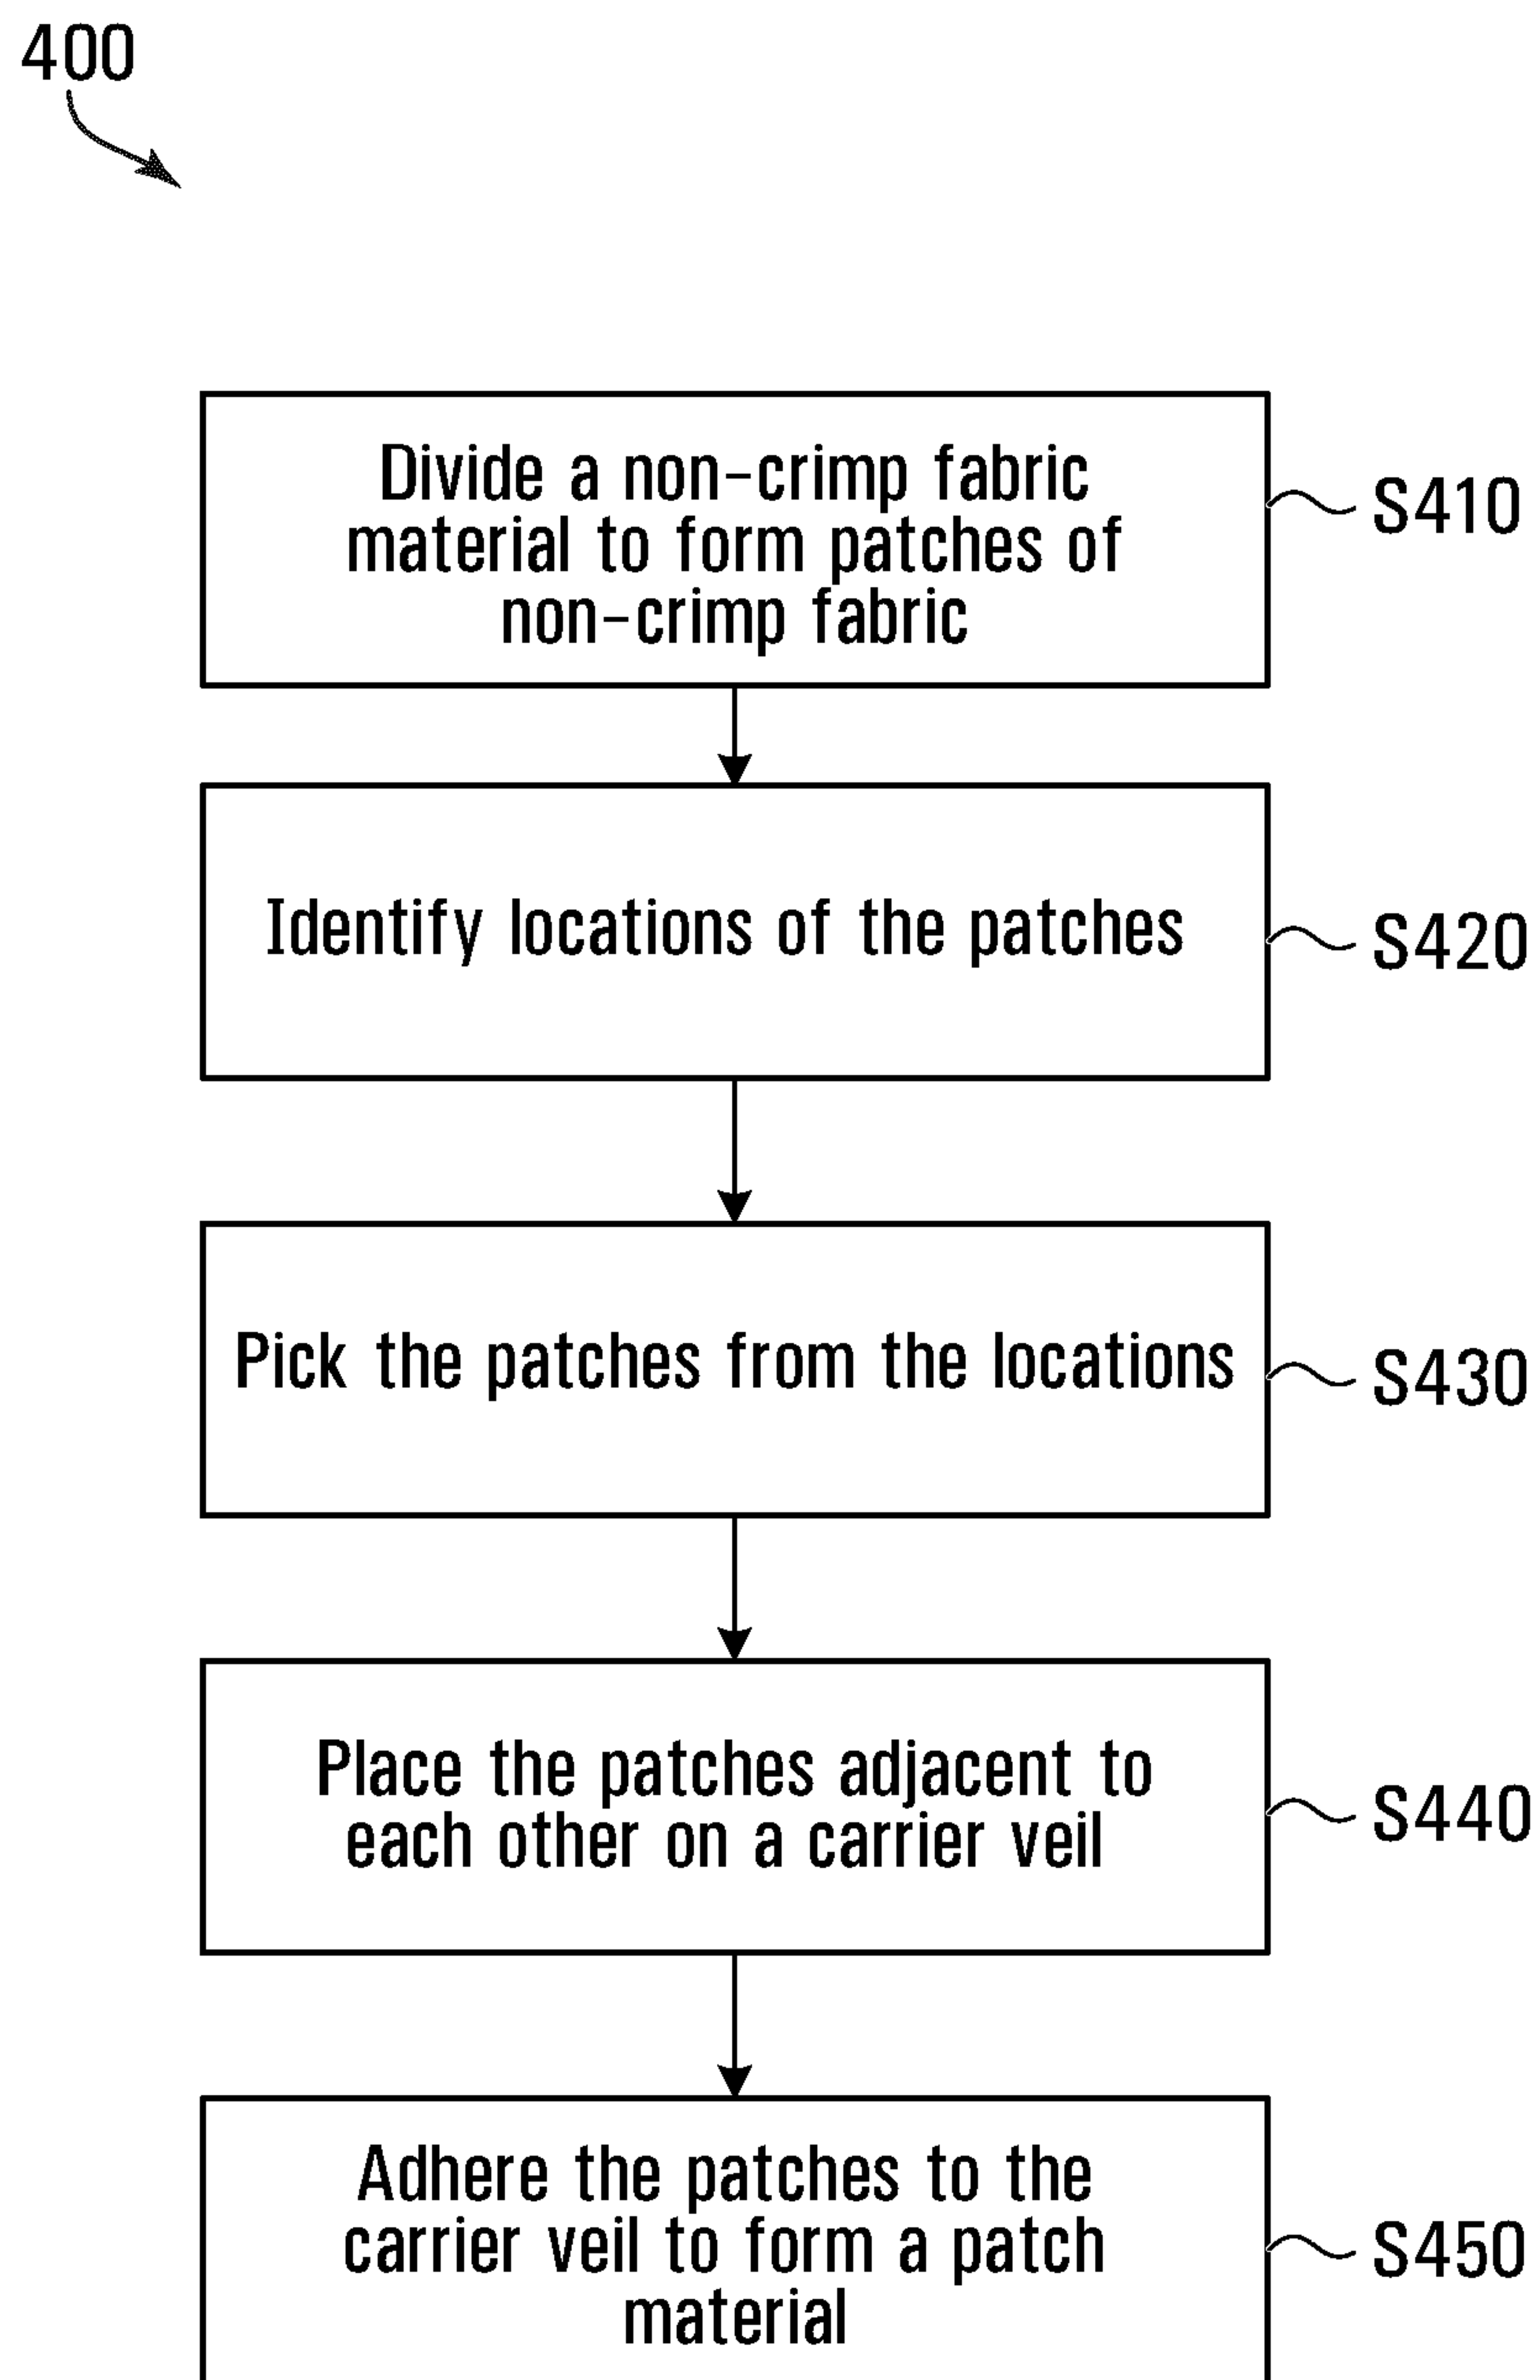 400
Divide a non-crimp fabric
material to form patches of
non-crimp fabric
S410
Identify locations of the patches
S420
Pick the patches from the locations
S430
Place the patches adjacent to
each other on a carrier veil
S440
Adhere the patches to the
carrier veil to form a patch
material
S450